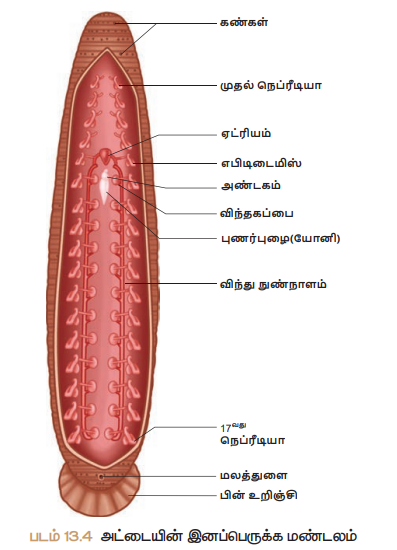 கண்கள்
முதல் நெப்ரீடியா
ஏட்ரியம்
எபிடிடைமிஸ்
அண்டகம்
விந்தகப்பை
புணர்புழை(யோனி)
விந்து நுண்நாளம்
17வது
நெப்ரீடியா
மலத்துளை
பின் உறிஞ்சி
படம் 13.4 அட்டையின் இனப்பெருக்க மண்டலம்